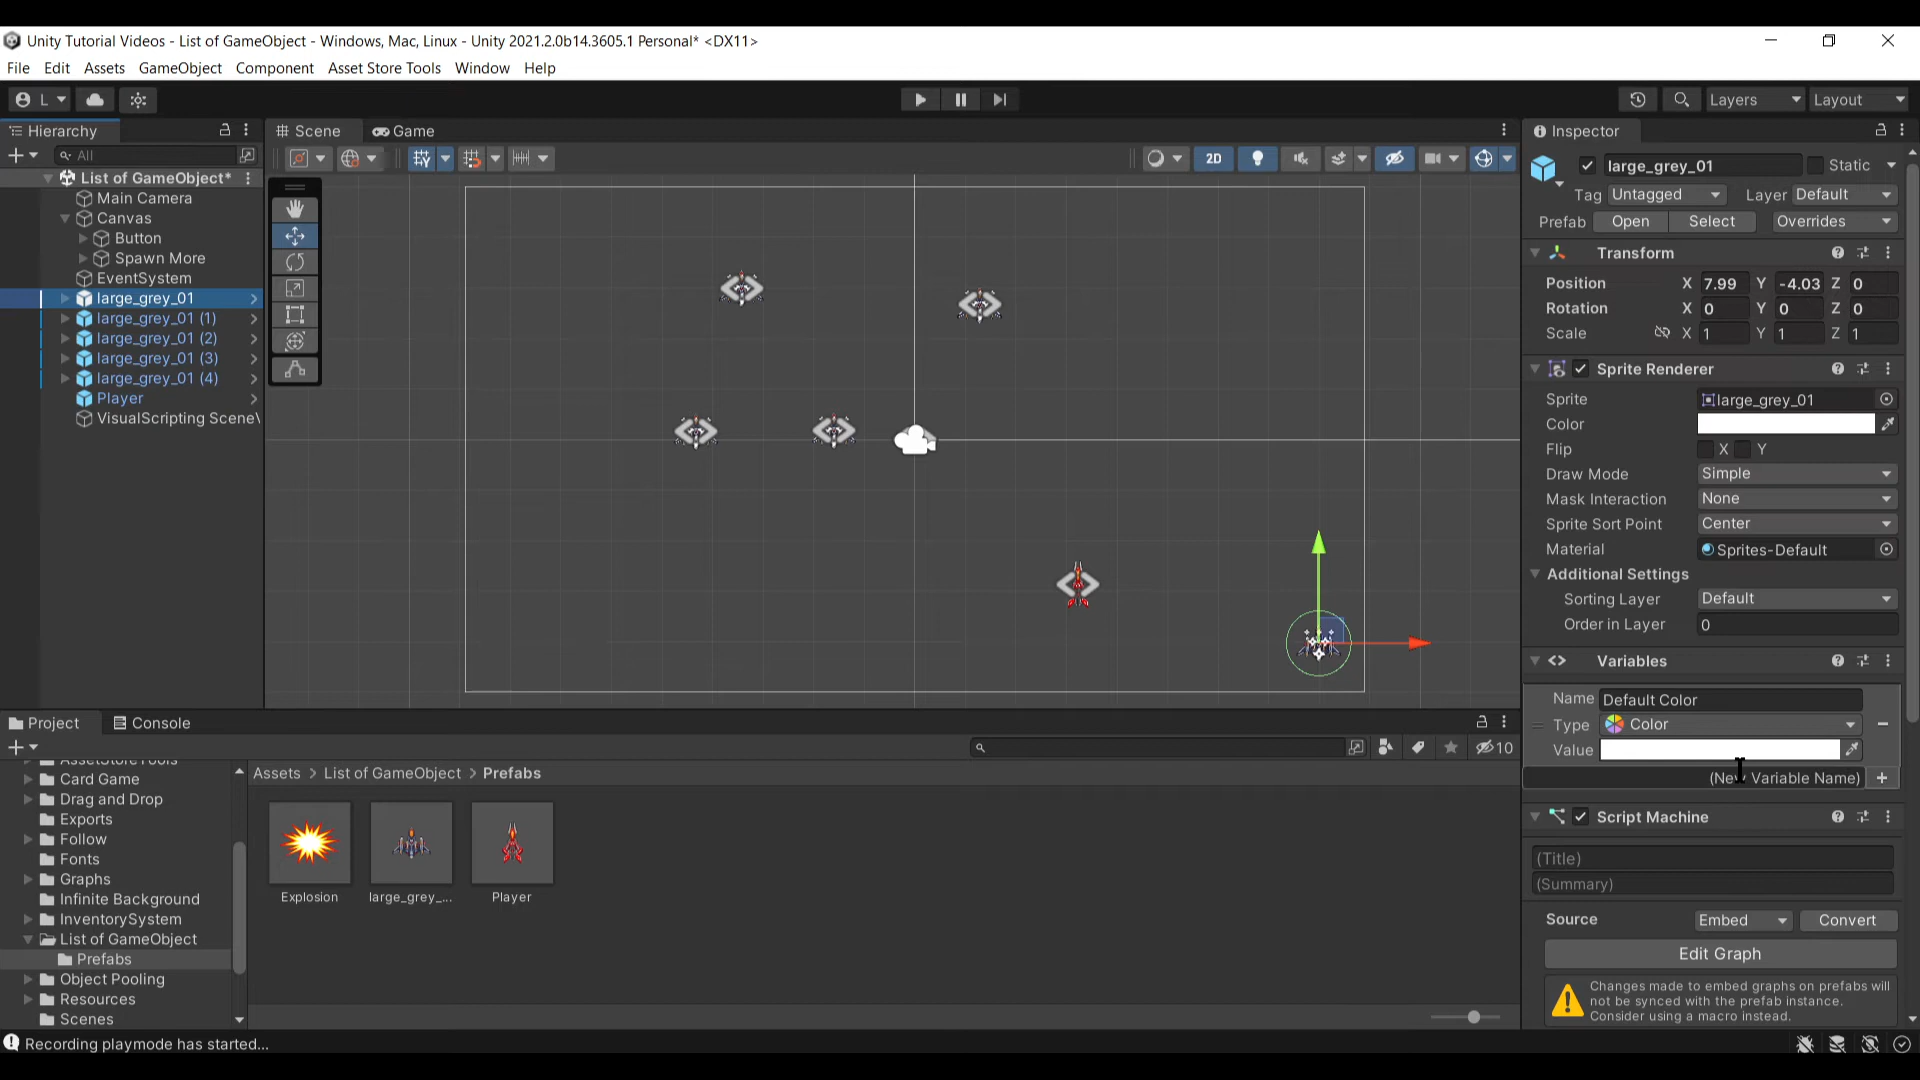 Unity Tutorial Videos - List of GameObject - Windows, Mac, Linux - Unity 2021.2.0b14.3605.1 Personal* <DX11>
File Edit Assets GameObject Component Asset Store Tools Window Help
L Layers Layout
Hierarchy
All
List of GameObject*
Main Camera
Canvas
Button
Spawn More
EventSystem
large_grey_01
large_grey_01 (1)
large_grey_01 (2)
large_grey_01 (3)
large_grey_01 (4)
Player
VisualScripting Scene\
Scene Game
2D
Inspector
large_grey_01 Static
Tag Untagged Layer Default
Prefab Open Select Overrides
Transform
Position X 7.99 Y -4.03 Z 0
Rotation X 0 Y 0 Z 0
Scale X 1 Y 1 Z 1
Sprite Renderer
Sprite large_grey_01
Color
Flip X Y
Draw Mode Simple
Mask Interaction None
Sprite Sort Point Center
Material Sprites-Default
Additional Settings
Sorting Layer Default
Order in Layer 0
Variables
Name Default Color
Type Color
Value
(New Variable Name)
Script Machine
(Title)
(Summary)
Source Embed Convert
Edit Graph
Changes made to embed graphs on prefabs will
not be synced with the prefab instance.
Consider using a macro instead.
Project Console
10
Card Game
Drag and Drop
Exports
Follow
Fonts
Graphs
Infinite Background
InventorySystem
List of GameObject
Prefabs
Object Pooling
Resources
Scenes
Assets > List of GameObject > Prefabs
Explosion large_grey_... Player
Recording playmode has started...